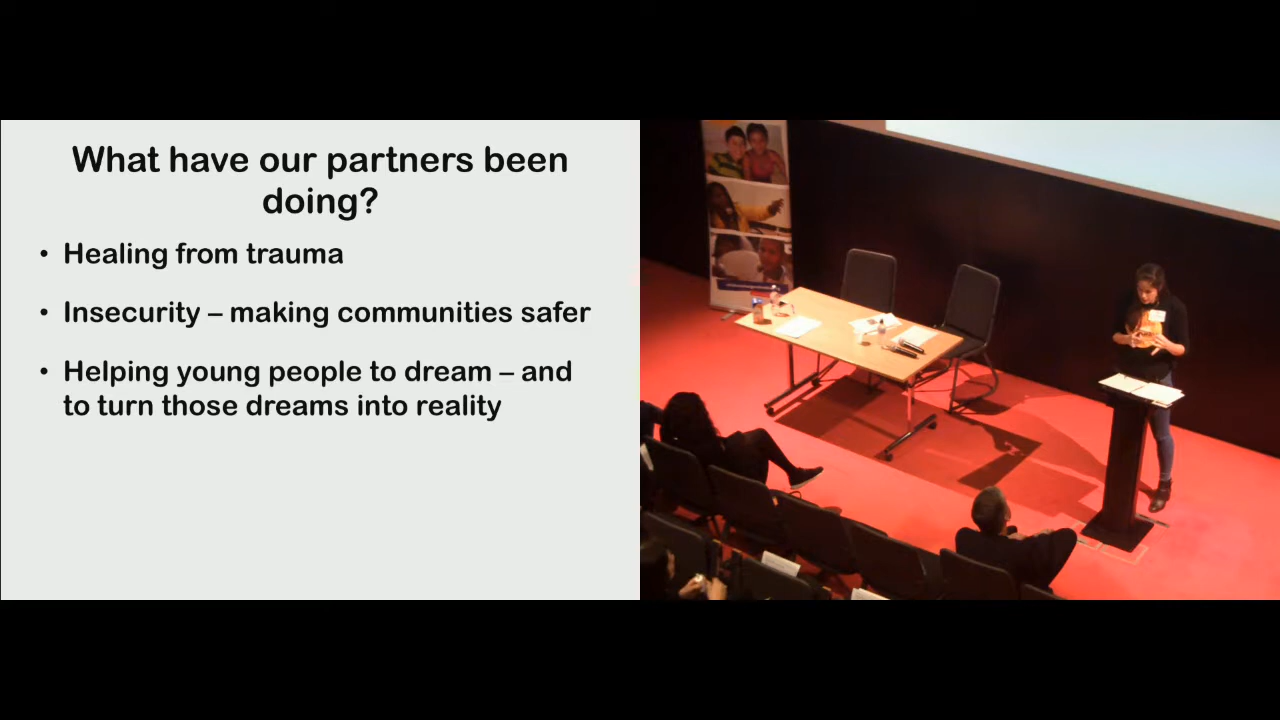 What have our partners been
doing?
• Healing from trauma
• Insecurity – making communities safer
• Helping young people to dream – and
to turn those dreams into reality